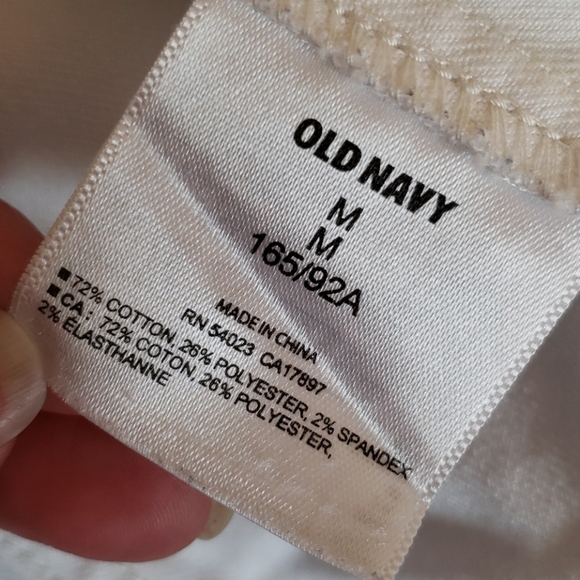 OLD NAVY
M
M
165/92A
MADE IN CHINA
RN 54023 CA17897
■ 72% COTTON, 26% POLYESTER, 2% SPANDEX
■ CA : 72% COTON, 26% POLYESTER,
2% ÉLASTHANNE